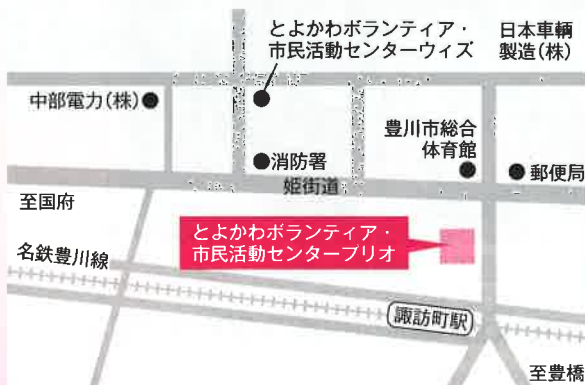 とよかわボランティア・
市民活動センターウィズ
日本車輌
製造(株)
中部電力(株)
豊川市総合
体育館
消防署
郵便局
姫街道
至国府
とよかわボランティア・
市民活動センタープリオ
名鉄豊川線
諏訪町駅
至豊橋